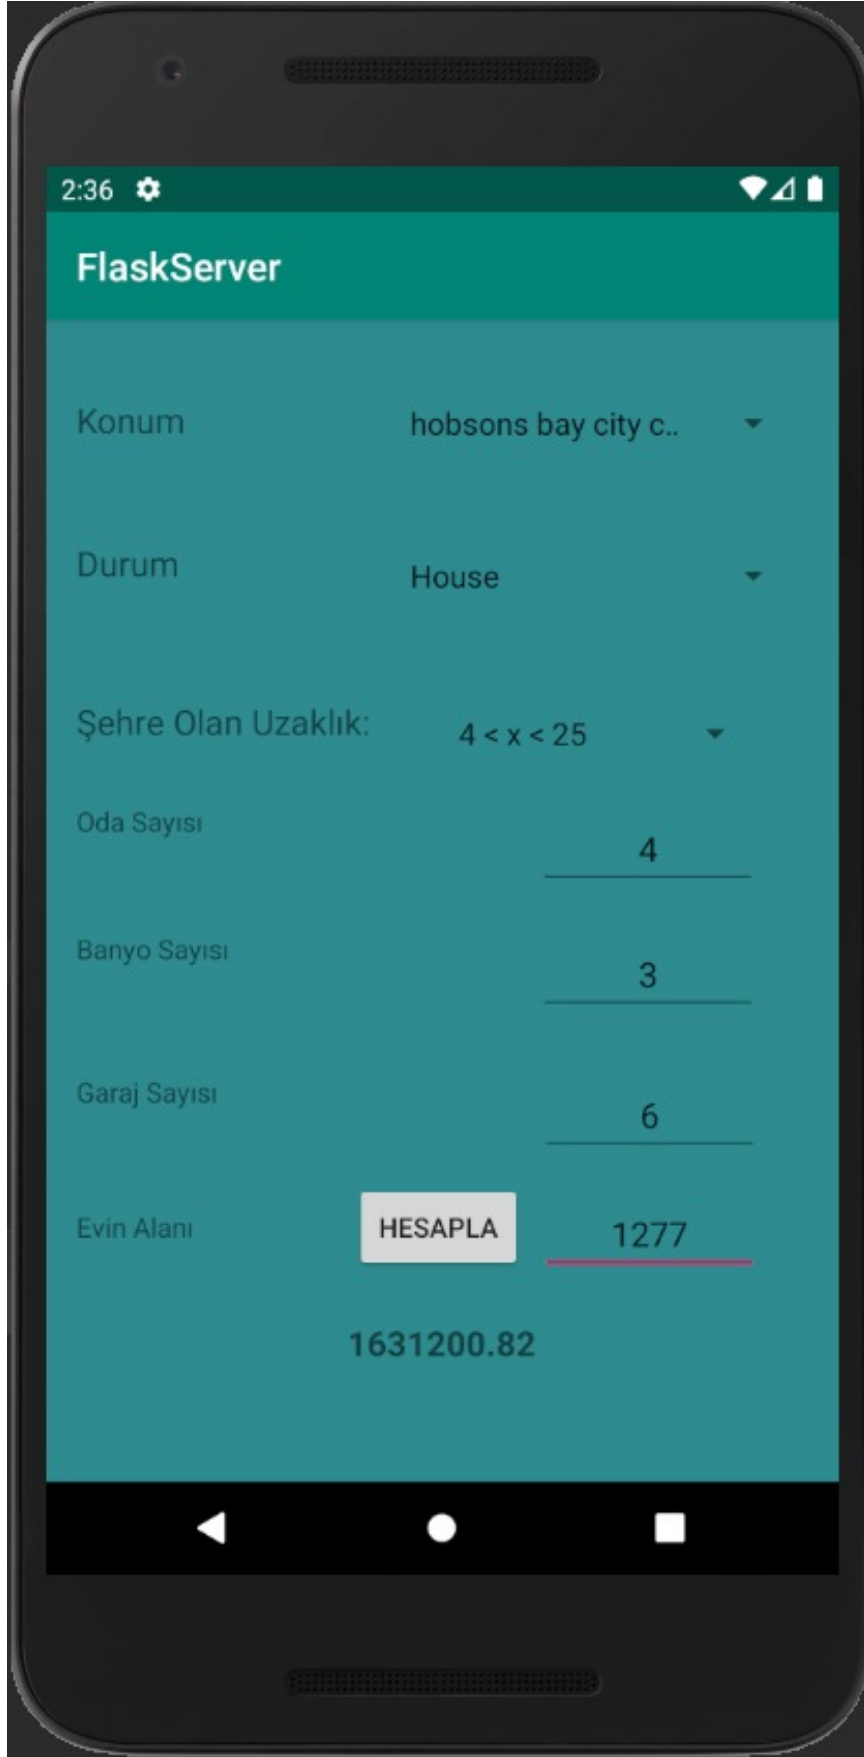 2:36
FlaskServer
Konum hobsons bay city c..
Durum House
Şehre Olan Uzaklık: 4 < x < 25
Oda Sayısı 4
Banyo Sayısı 3
Garaj Sayısı 6
Evin Alanı HESAPLA 1277
1631200.82